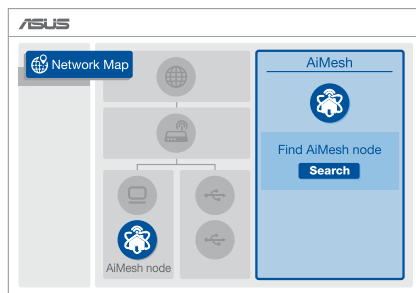 ASUS
Network Map
AiMesh
Find AiMesh node
Search
AiMesh node